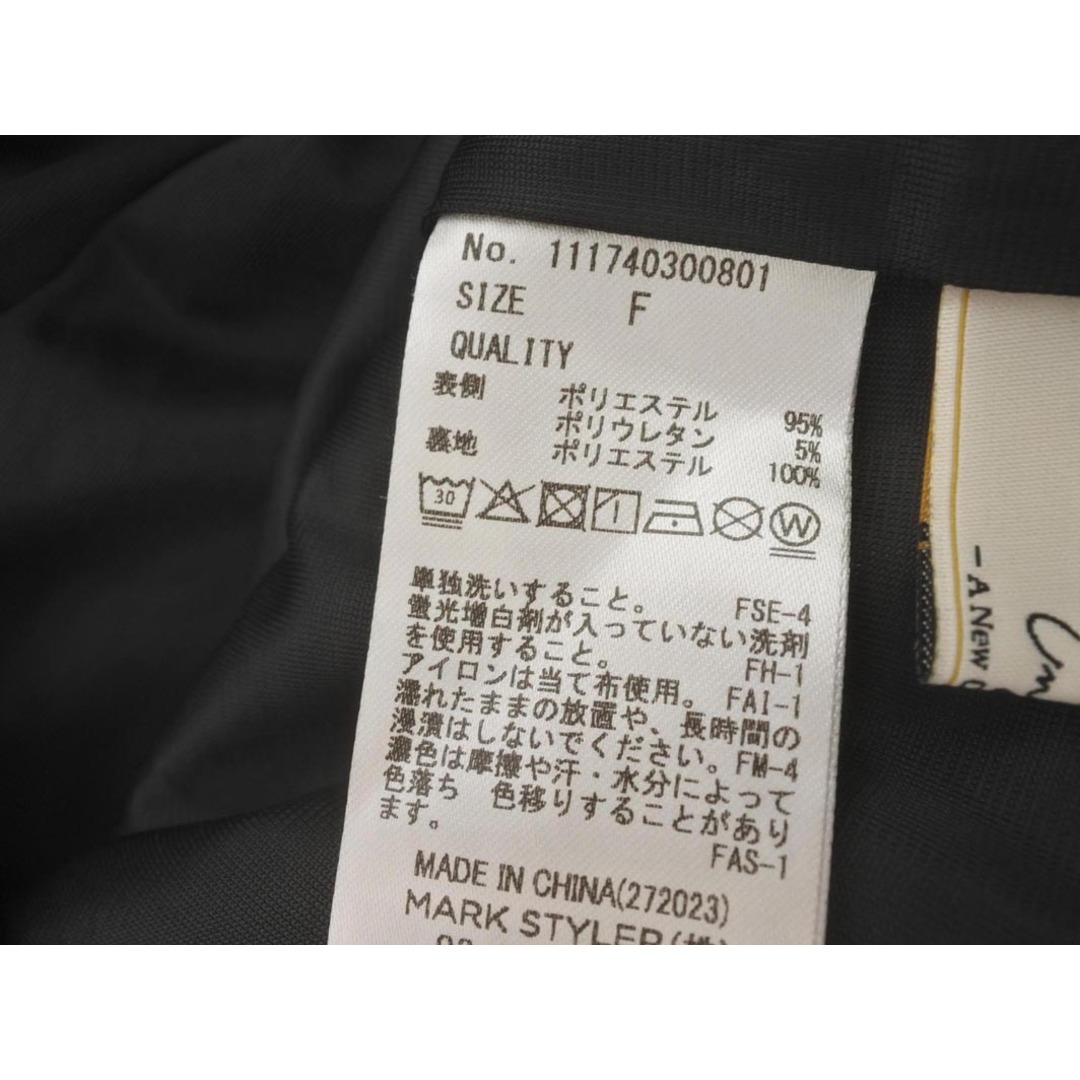 No. 111740300801
SIZE F
QUALITY
表側 ポリエステル 95%
ポリウレタン 5%
裏地 ポリエステル 100%
30
W
単独洗いすること。 FSE-4
蛍光増白剤が入っていない洗剤
を使用すること。 FH-1
アイロンは当て布使用。 FAI-1
濡れたままの放置や、長時間の
浸漬はしないでください。FM-4
濃色は摩擦や汗・水分によって
色落ち 色移りすることがあり
ます。 FAS-1
MADE IN CHINA(272023)
MARK STYLER(株)
-A New